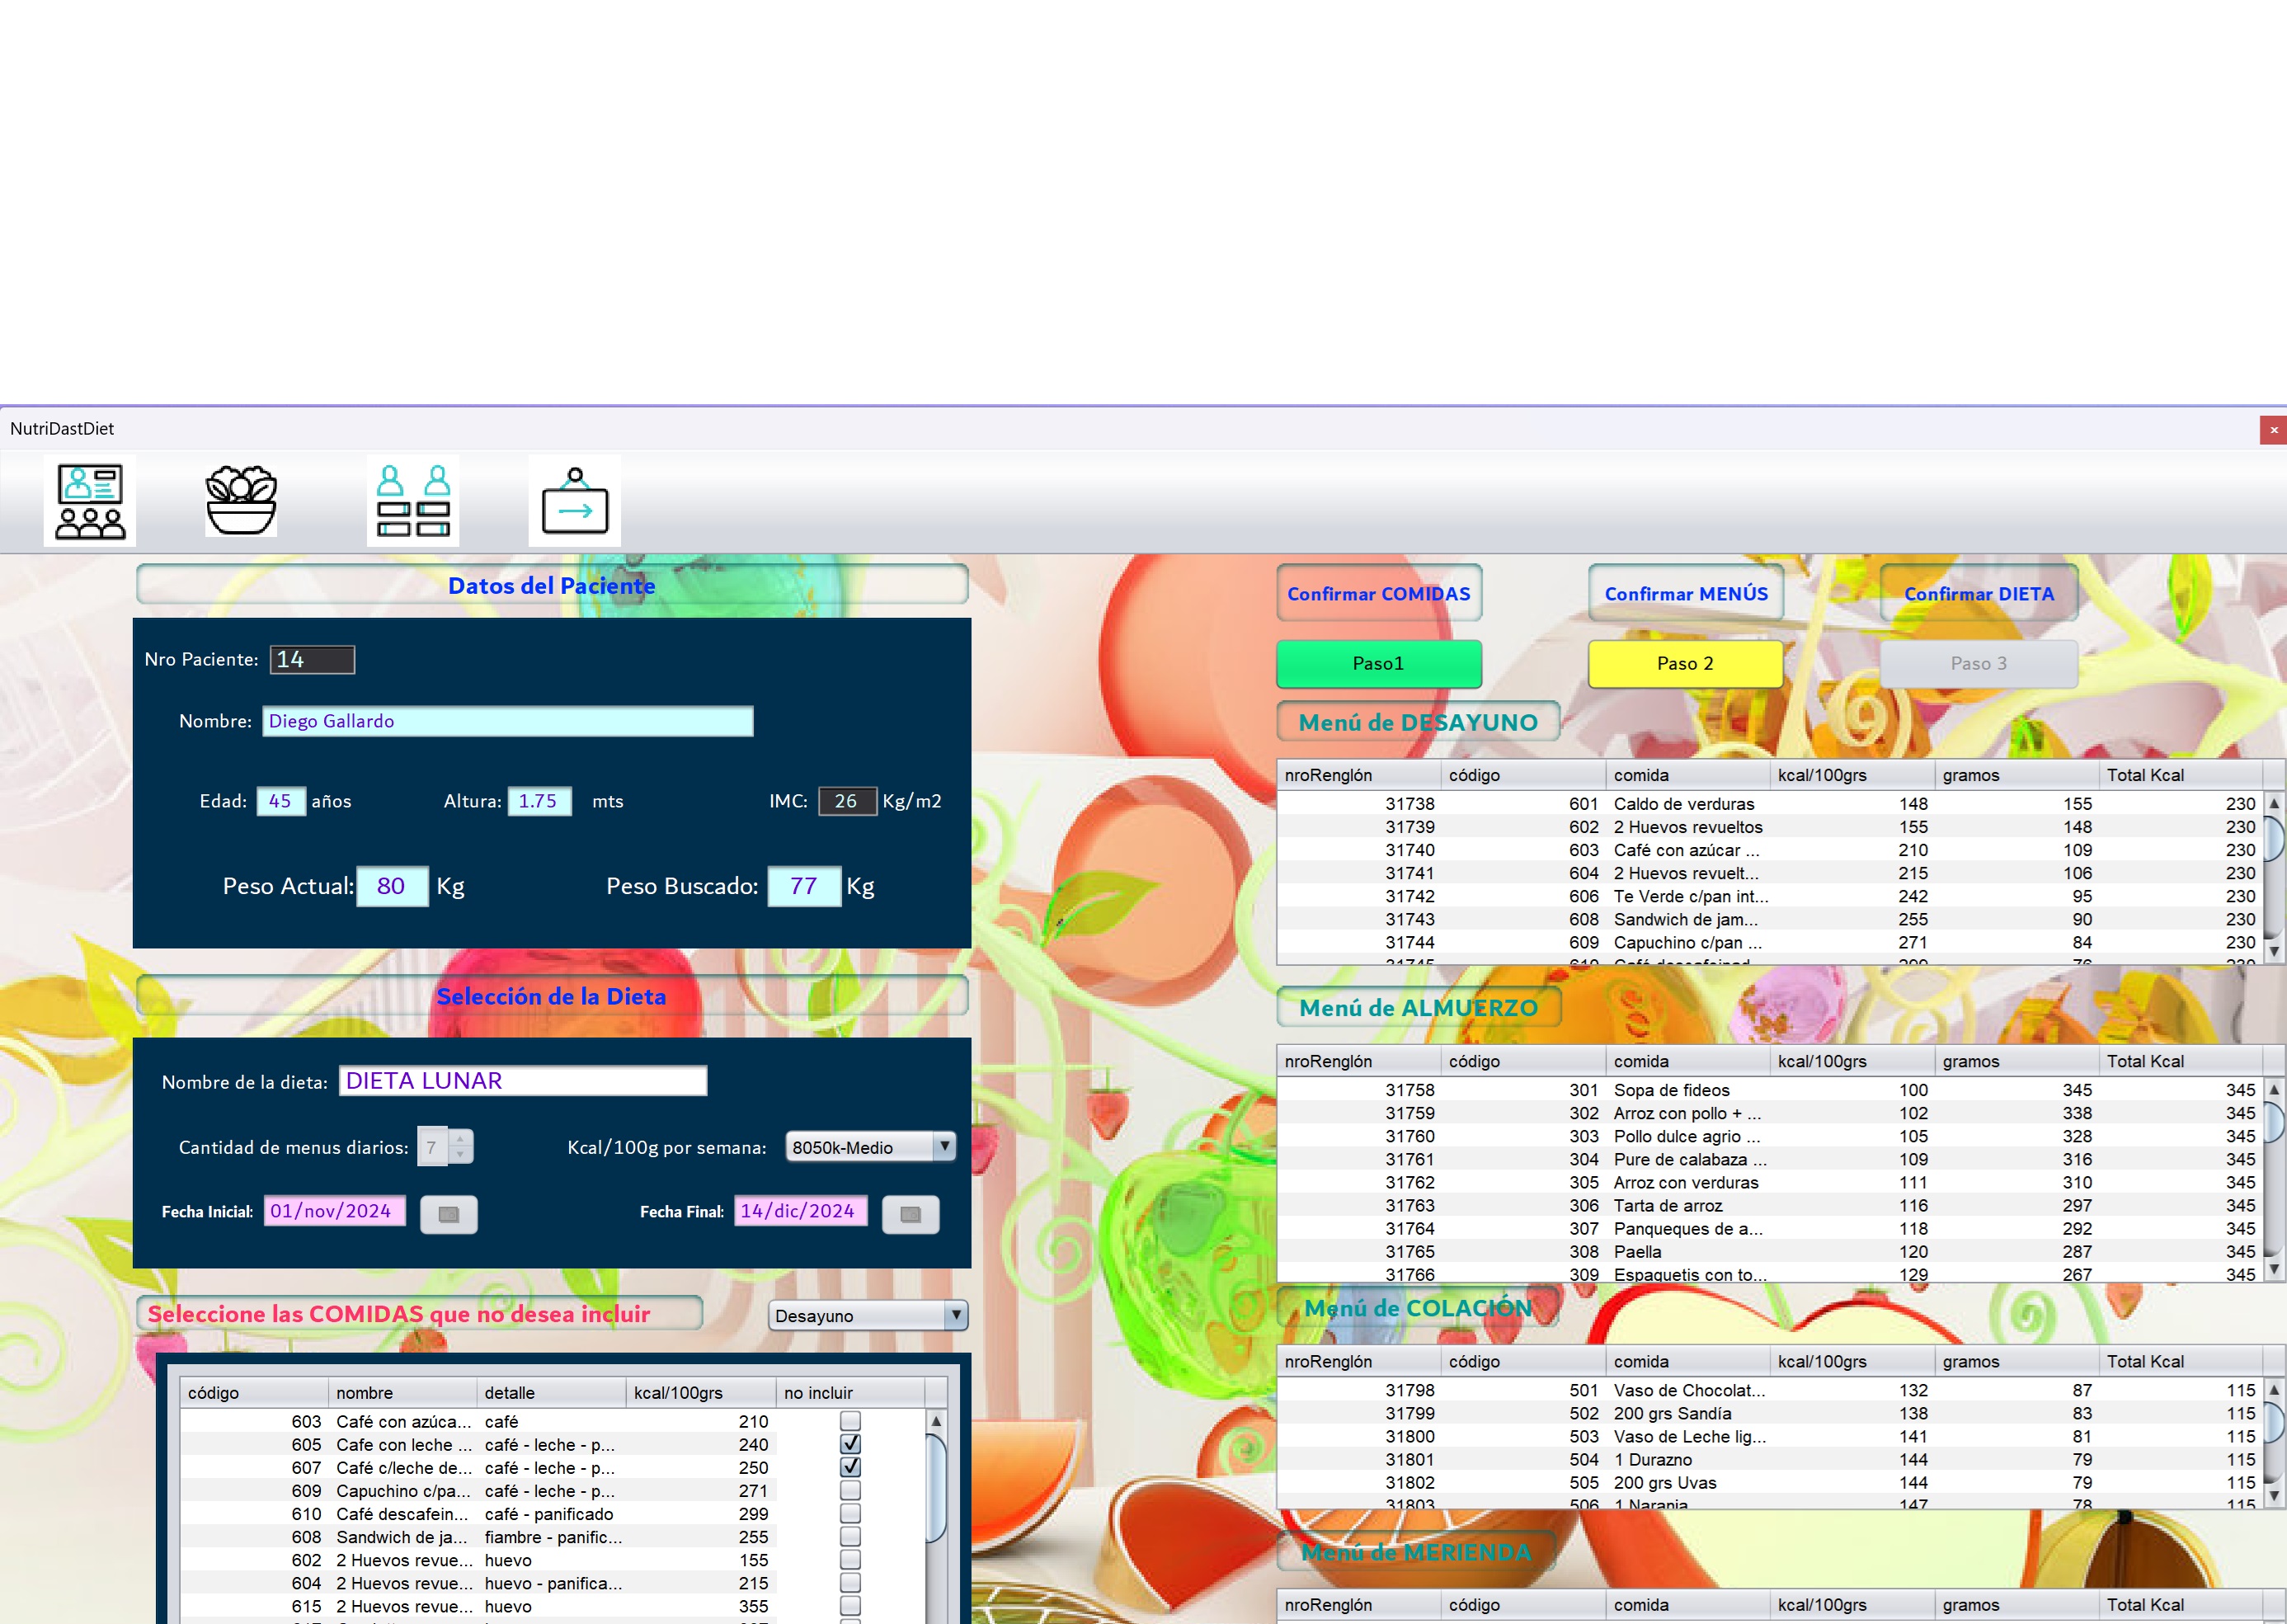 NutriDastDiet
Datos del Paciente
Nro Paciente: 14
Nombre: Diego Gallardo
Edad: 45 años Altura: 1.75 mts IMC: 26 Kg/m2
Peso Actual: 80 Kg Peso Buscado: 77 Kg
Selección de la Dieta
Nombre de la dieta: DIETA LUNAR
Cantidad de menus diarios: 7 Kcal/100g por semana: 8050k-Medio
Fecha Inicial: 01/nov/2024 Fecha Final: 14/dic/2024
Seleccione las COMIDAS que no desea incluir Desayuno
código nombre detalle kcal/100grs no incluir
603 Café con azúca... café 210
605 Cafe con leche ... café - leche - p... 240
607 Café c/leche de... café - leche - p... 250
609 Capuchino c/pa... café - leche - p... 271
610 Café descafein... café - panificado 299
608 Sandwich de ja... fiambre - panific... 255
602 2 Huevos revue... huevo 155
604 2 Huevos revue... huevo - panifica... 215
615 2 Huevos revue... huevo 355
Confirmar COMIDAS Confirmar MENÚS Confirmar DIETA
Paso1 Paso 2 Paso 3
Menú de DESAYUNO
nroRenglón código comida kcal/100grs gramos Total Kcal
31738 601 Caldo de verduras 148 155 230
31739 602 2 Huevos revueltos 155 148 230
31740 603 Café con azúcar ... 210 109 230
31741 604 2 Huevos revuelt... 215 106 230
31742 606 Te Verde c/pan int... 242 95 230
31743 608 Sandwich de jam... 255 90 230
31744 609 Capuchino c/pan ... 271 84 230
31745 610 Café descafeinad... 299 76 230
Menú de ALMUERZO
nroRenglón código comida kcal/100grs gramos Total Kcal
31758 301 Sopa de fideos 100 345 345
31759 302 Arroz con pollo + ... 102 338 345
31760 303 Pollo dulce agrio ... 105 328 345
31761 304 Pure de calabaza ... 109 316 345
31762 305 Arroz con verduras 111 310 345
31763 306 Tarta de arroz 116 297 345
31764 307 Panqueques de a... 118 292 345
31765 308 Paella 120 287 345
31766 309 Espaguetis con to... 129 267 345
Menú de COLACIÓN
nroRenglón código comida kcal/100grs gramos Total Kcal
31798 501 Vaso de Chocolat... 132 87 115
31799 502 200 grs Sandía 138 83 115
31800 503 Vaso de Leche lig... 141 81 115
31801 504 1 Durazno 144 79 115
31802 505 200 grs Uvas 144 79 115
31803 506 1 Naranja 147 78 115
Menú de MERIENDA
nroRenglón código comida kcal/100grs gramos Total Kcal